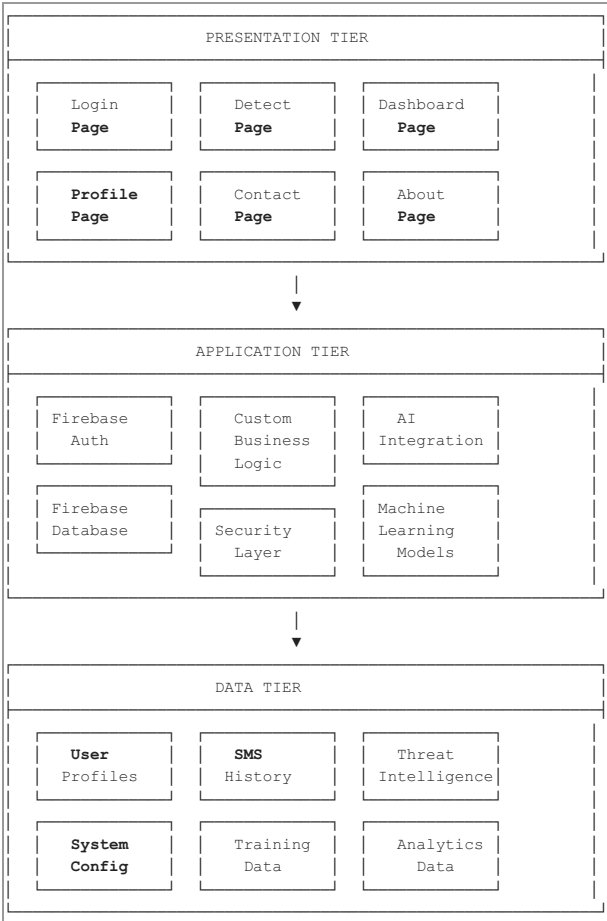 PRESENTATION TIER
Login Detect Dashboard
Page Page Page
Profile Contact About
Page Page Page
APPLICATION TIER
Firebase Custom AI
Auth Business Integration
Logic
Firebase Machine
Database Security Learning
Layer Models
DATA TIER
User SMS Threat
Profiles History Intelligence
System Training Analytics
Config Data Data